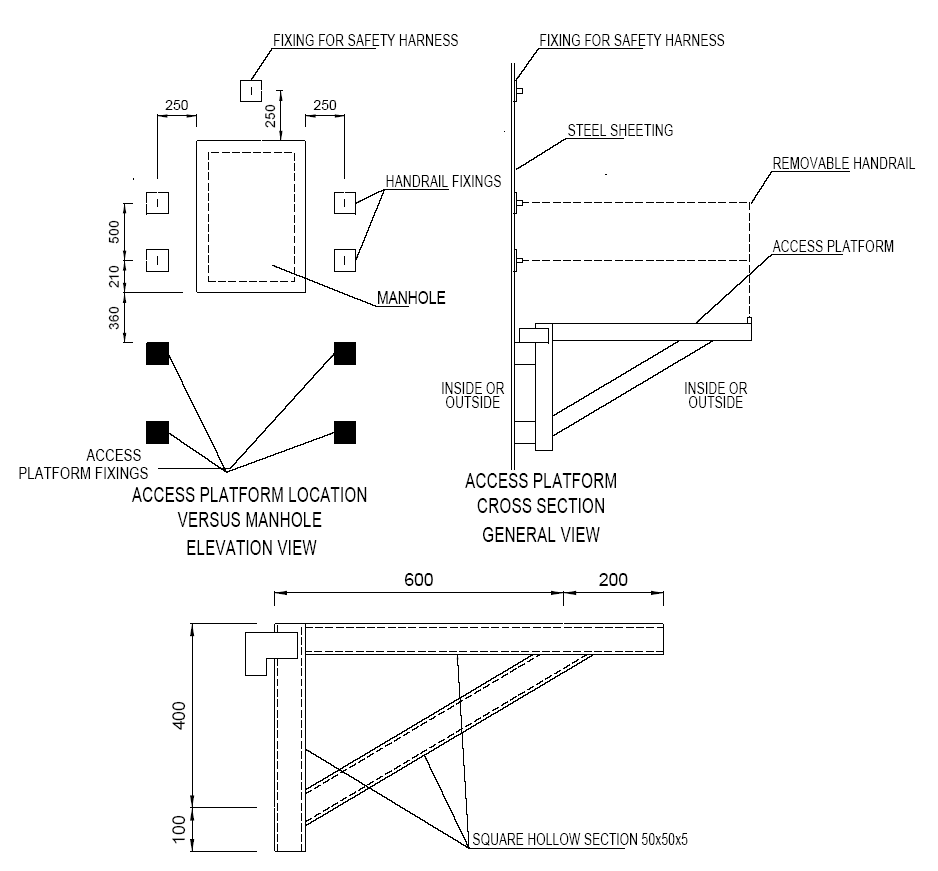 FIXING FOR SAFETY HARNESS
250
250
250
HANDRAIL FIXINGS
500
210
360
MANHOLE
ACCESS
PLATFORM FIXINGS
ACCESS PLATFORM LOCATION
VERSUS MANHOLE
ELEVATION VIEW
FIXING FOR SAFETY HARNESS
STEEL SHEETING
REMOVABLE HANDRAIL
ACCESS PLATFORM
INSIDE OR
OUTSIDE
INSIDE OR
OUTSIDE
ACCESS PLATFORM
CROSS SECTION
GENERAL VIEW
600
200
400
100
SQUARE HOLLOW SECTION 50x50x5